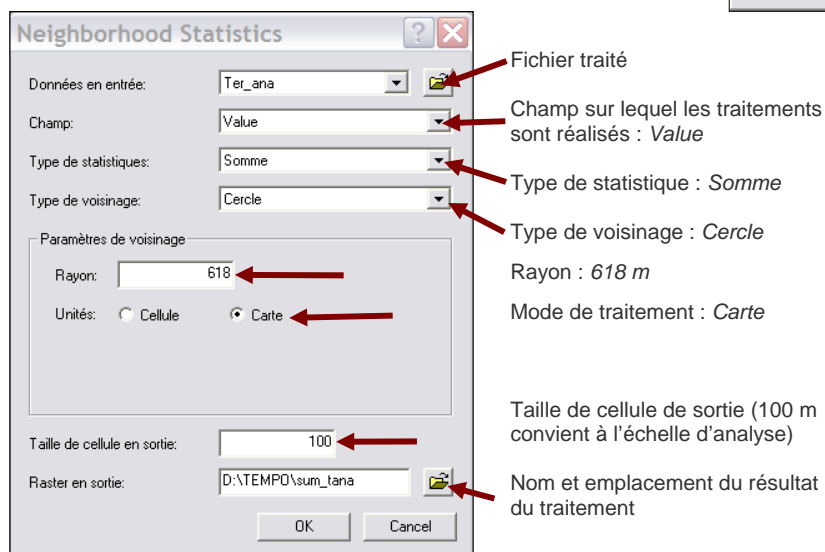 Neighborhood Statistics
Données en entrée: Ter_ana
Champ: Value
Type de statistiques: Somme
Type de voisinage: Cercle
Paramètres de voisinage
Rayon: 618
Unités: Cellule Carte
Taille de cellule en sortie: 100
Raster en sortie: D:\TEMPO\sum_tana
OK Cancel
Fichier traité
Champ sur lequel les traitements
sont réalisés : Value
Type de statistique : Somme
Type de voisinage : Cercle
Rayon : 618 m
Mode de traitement : Carte
Taille de cellule de sortie (100 m
convient à l'échelle d'analyse)
Nom et emplacement du résultat
du traitement